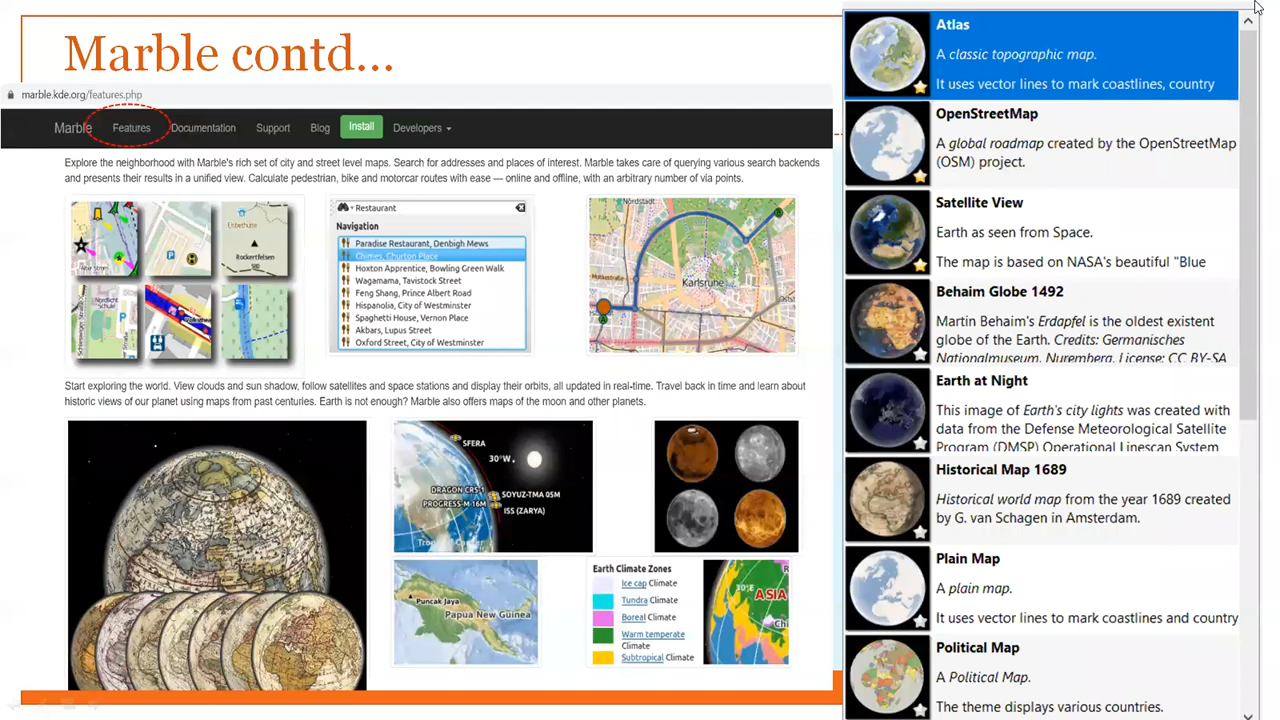 Marble contd...
marble.kde.org/features.php
Marble Features Documentation Support Blog Install Developers
Explore the neighborhood with Marble's rich set of city and street level maps. Search for addresses and places of interest. Marble takes care of querying various search backends
and presents their results in a unified view. Calculate pedestrian, bike and motorcar routes with ease — online and offline, with an arbitrary number of via points.
Rockertfelsen
Nordlicht
Schule
Restaurant
Navigation
Paradise Restaurant, Denbigh Mews
Chimes, Churton Place
Hoxton Apprentice, Bowling Green Walk
Wagamama, Tavistock Street
Feng Shang, Prince Albert Road
Hispaniola, City of Westminster
Spaghetti House, Vernon Place
Akbars, Lupus Street
Oxford Street, City of Westminster
Nordstadt
Karlsruhe
Start exploring the world. View clouds and sun shadow, follow satellites and space stations and display their orbits, all updated in real-time. Travel back in time and learn about
historic views of our planet using maps from past centuries. Earth is not enough? Marble also offers maps of the moon and other planets.
SFERA
30°W
DRAGON CRS-1
SOYUZ-TMA 05M
PROGRESS-M 16M
ISS (ZARYA)
Puncak Jaya
Papua New Guinea
Earth Climate Zones
Ice cap Climate
Tundra Climate
Boreal Climate
Warm temperate
Climate
Subtropical Climate
30°E
ASIA
Atlas
A classic topographic map.
It uses vector lines to mark coastlines, country
OpenStreetMap
A global roadmap created by the OpenStreetMap
(OSM) project.
Satellite View
Earth as seen from Space.
The map is based on NASA's beautiful "Blue
Behaim Globe 1492
Martin Behaim's Erdapfel is the oldest existent
globe of the Earth. Credits: Germanisches
Nationalmuseum, Nuremberg, License: CC BY-SA
Earth at Night
This image of Earth's city lights was created with
data from the Defense Meteorological Satellite
Program (DMSP) Operational Linescan System
Historical Map 1689
Historical world map from the year 1689 created
by G. van Schagen in Amsterdam.
Plain Map
A plain map.
It uses vector lines to mark coastlines and country
Political Map
A Political Map.
The theme displays various countries.